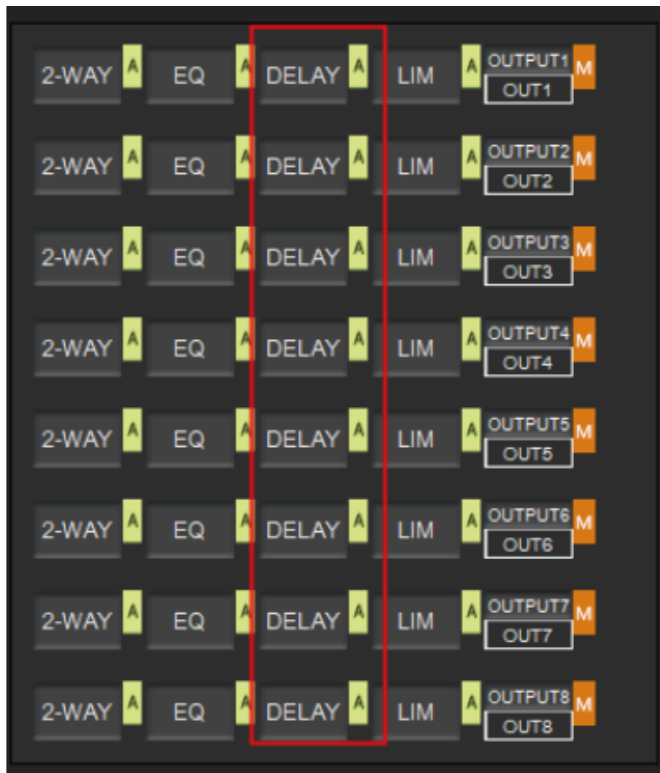 2-WAY A EQ A DELAY A LIM A OUTPUT1 M
OUT1
2-WAY A EQ A DELAY A LIM A OUTPUT2 M
OUT2
2-WAY A EQ A DELAY A LIM A OUTPUT3 M
OUT3
2-WAY A EQ A DELAY A LIM A OUTPUT4 M
OUT4
2-WAY A EQ A DELAY A LIM A OUTPUT5 M
OUT5
2-WAY A EQ A DELAY A LIM A OUTPUT6 M
OUT6
2-WAY A EQ A DELAY A LIM A OUTPUT7 M
OUT7
2-WAY A EQ A DELAY A LIM A OUTPUT8 M
OUT8